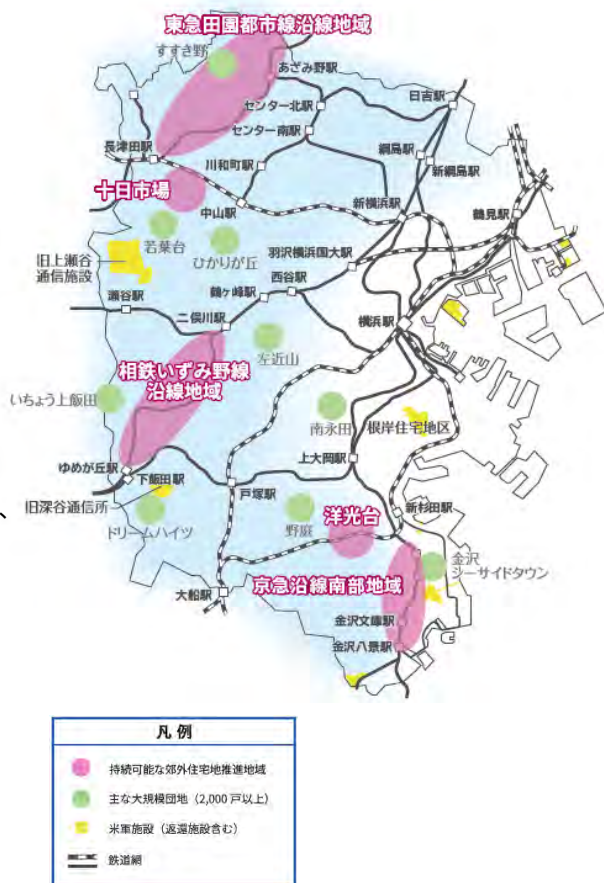 東急田園都市線沿線地域
すすき野
あざみ野駅
センター北駅
日吉駅
センター南駅
長津田駅
綱島駅
川和町駅
新綱島駅
十日市場
中山駅
新横浜駅
鶴見駅
若葉台
ひかりが丘
羽沢横浜国大駅
旧上瀬谷
通信施設
西谷駅
瀬谷駅
鶴ヶ峰駅
二俣川駅
横浜駅
左近山
相鉄いずみ野線
沿線地域
いちょう上飯田
南永田
根岸住宅地区
上大岡駅
ゆめが丘駅
下飯田駅
戸塚駅
旧深谷通信所
新杉田駅
、
ドリームハイツ
野庭
洋光台
金沢
シーサイドタウン
京急沿線南部地域
大船駅
金沢文庫駅
金沢八景駅
凡 例
持続可能な郊外住宅地推進地域
主な大規模団地（2,000 戸以上）
米軍施設（返還施設含む）
鉄道網